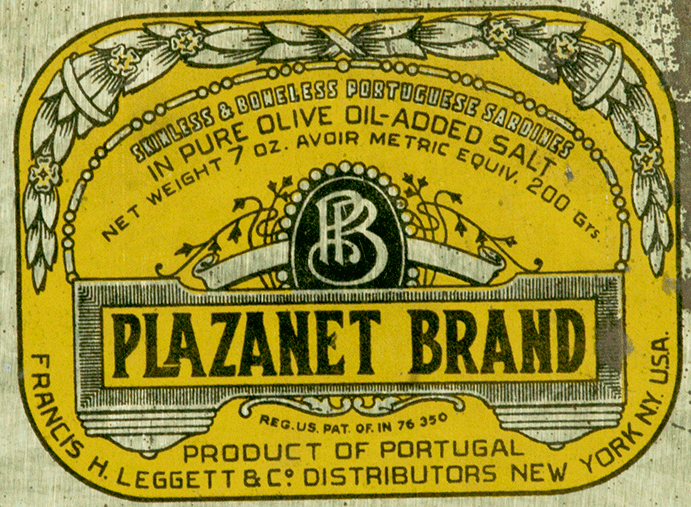 SKINLESS & BONELESS PORTUGUESE SARDINES
IN PURE OLIVE OIL-ADDED SALT
NET WEIGHT 7 OZ. AVOIR METRIC EQUIV. 200 Grs.
PB
PLAZANET BRAND
REG. US. PAT. OF. IN 76 350
PRODUCT OF PORTUGAL
FRANCIS H. LEGGETT & Co DISTRIBUTORS NEW YORK N.Y. U.S.A.